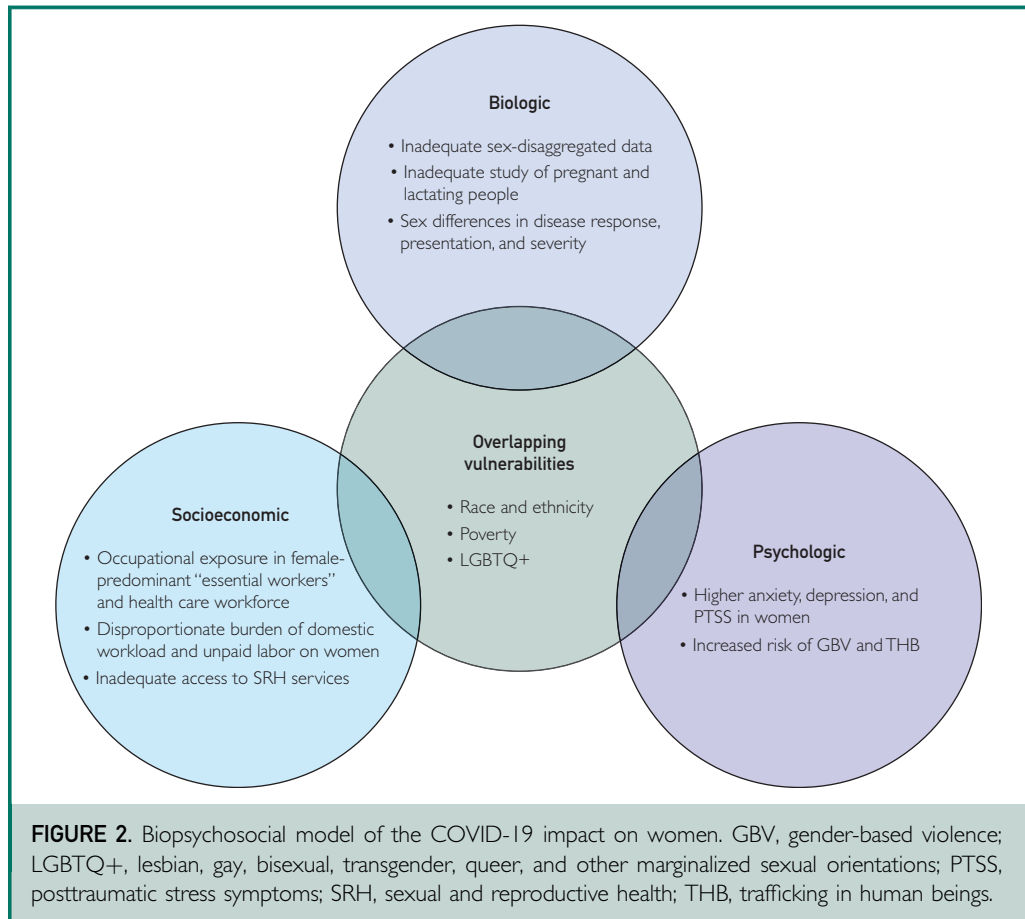 Biologic
• Inadequate sex-disaggregated data
• Inadequate study of pregnant and
lactating people
• Sex differences in disease response,
presentation, and severity
Overlapping
vulnerabilities
• Race and ethnicity
• Poverty
• LGBTQ+
Socioeconomic
• Occupational exposure in female-
predominant “essential workers”
and health care workforce
• Disproportionate burden of domestic
workload and unpaid labor on women
• Inadequate access to SRH services
Psychologic
• Higher anxiety, depression, and
PTSS in women
• Increased risk of GBV and THB
FIGURE 2. Biopsychosocial model of the COVID-19 impact on women. GBV, gender-based violence;
LGBTQ+, lesbian, gay, bisexual, transgender, queer, and other marginalized sexual orientations; PTSS,
posttraumatic stress symptoms; SRH, sexual and reproductive health; THB, trafficking in human beings.